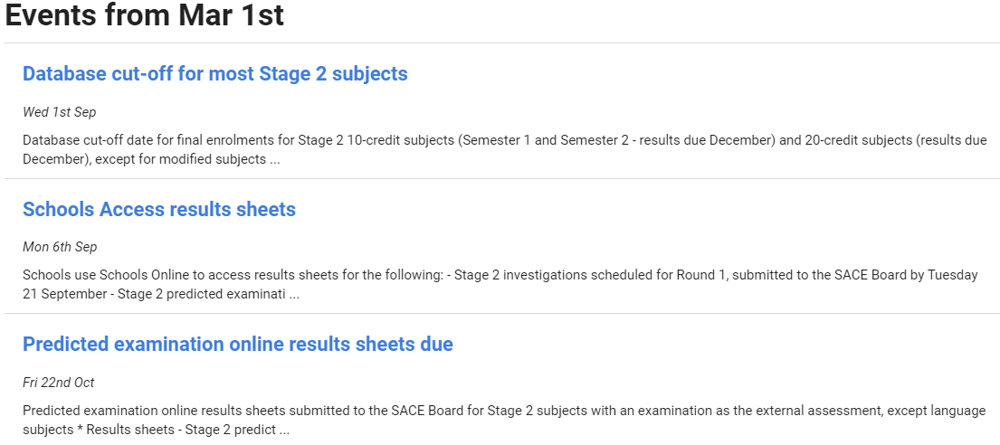 Events from Mar 1st
Database cut-off for most Stage 2 subjects
Wed 1st Sep
Database cut-off date for final enrolments for Stage 2 10-credit subjects (Semester 1 and Semester 2 - results due December) and 20-credit subjects (results due
December), except for modified subjects ...
Schools Access results sheets
Mon 6th Sep
Schools use Schools Online to access results sheets for the following: - Stage 2 investigations scheduled for Round 1, submitted to the SACE Board by Tuesday
21 September - Stage 2 predicted examinati ...
Predicted examination online results sheets due
Fri 22nd Oct
Predicted examination online results sheets submitted to the SACE Board for Stage 2 subjects with an examination as the external assessment, except language
subjects * Results sheets - Stage 2 predict ...